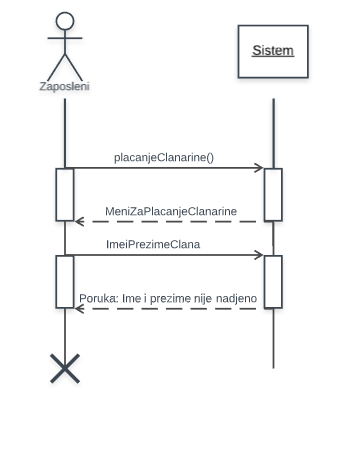 Zaposleni
Sistem
placanjeClanarine()
MeniZaPlacanjeClanarine
ImeiPrezimeClana
Poruka: Ime i prezime nije nadjeno